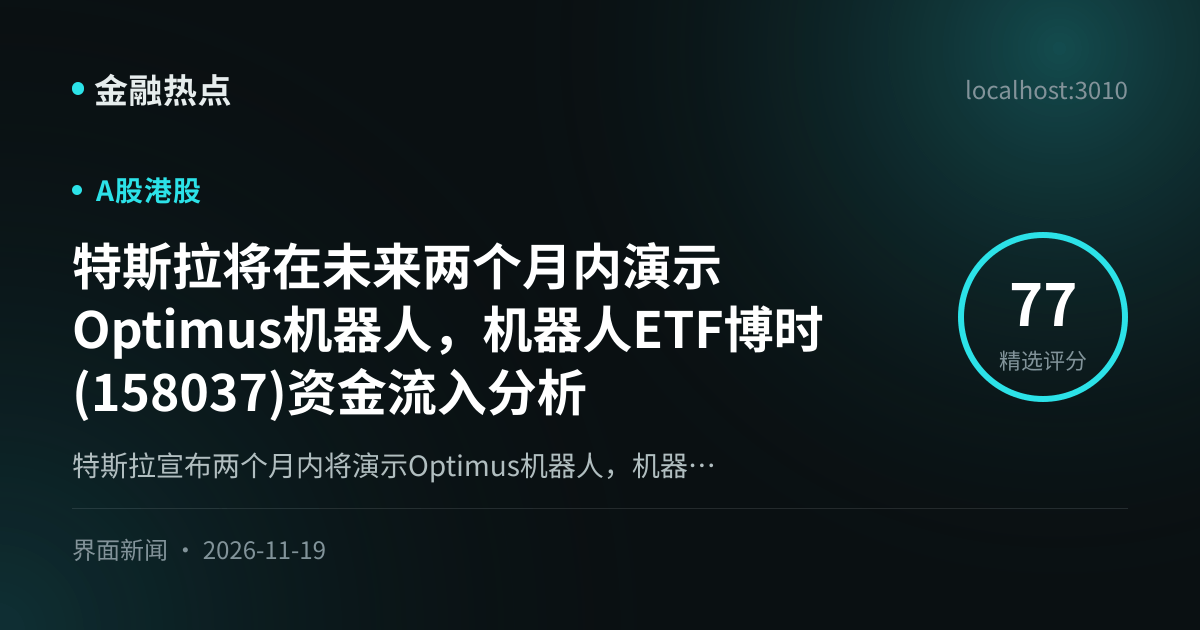 金融热点
localhost:3010
A股港股
特斯拉将在未来两个月内演示
Optimus机器人，机器人ETF博时
(158037)资金流入分析
77
精选评分
特斯拉宣布两个月内将演示Optimus机器人，机器…
界面新闻 · 2026-11-19